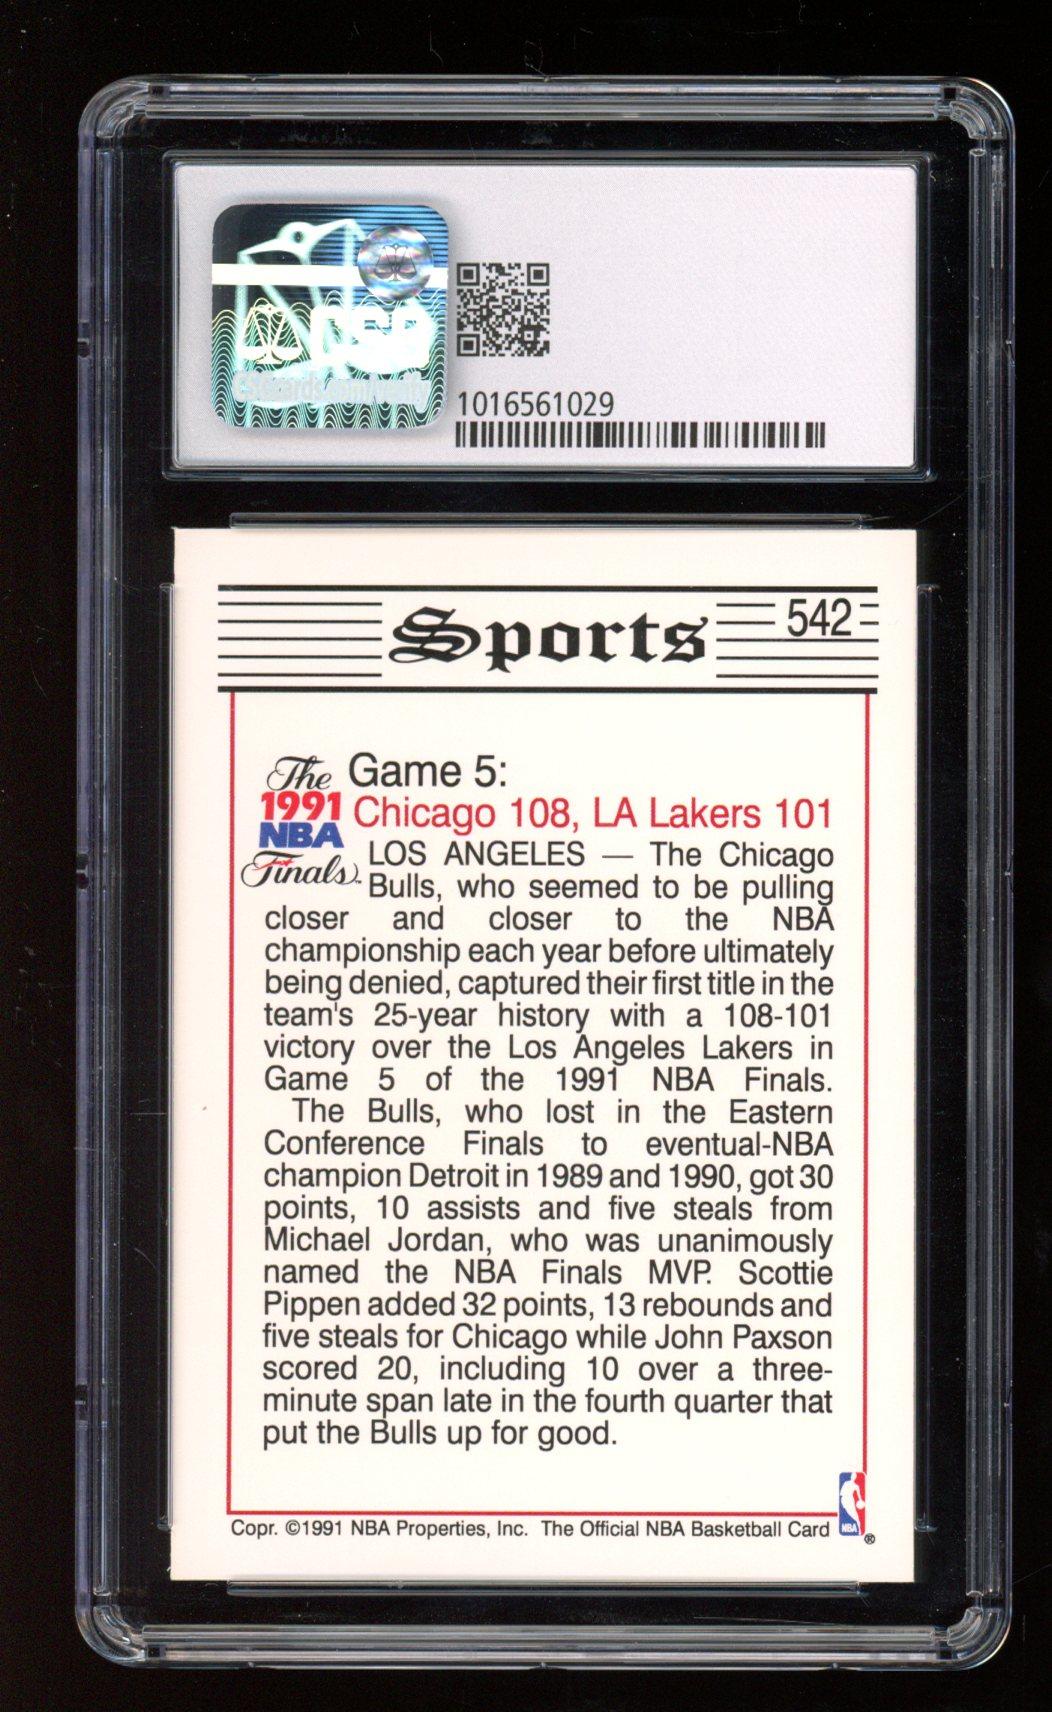 CSG
CSGcards.com/verify
1016561029
Sports
542
The
1991
NBA
Finals
Game 5:
Chicago 108, LA Lakers 101
LOS ANGELES — The Chicago
Bulls, who seemed to be pulling
closer and closer to the NBA
championship each year before ultimately
being denied, captured their first title in the
team's 25-year history with a 108-101
victory over the Los Angeles Lakers in
Game 5 of the 1991 NBA Finals.
The Bulls, who lost in the Eastern
Conference Finals to eventual-NBA
champion Detroit in 1989 and 1990, got 30
points, 10 assists and five steals from
Michael Jordan, who was unanimously
named the NBA Finals MVP. Scottie
Pippen added 32 points, 13 rebounds and
five steals for Chicago while John Paxson
scored 20, including 10 over a three-
minute span late in the fourth quarter that
put the Bulls up for good.
Copr. ©1991 NBA Properties, Inc. The Official NBA Basketball Card
NBA
®